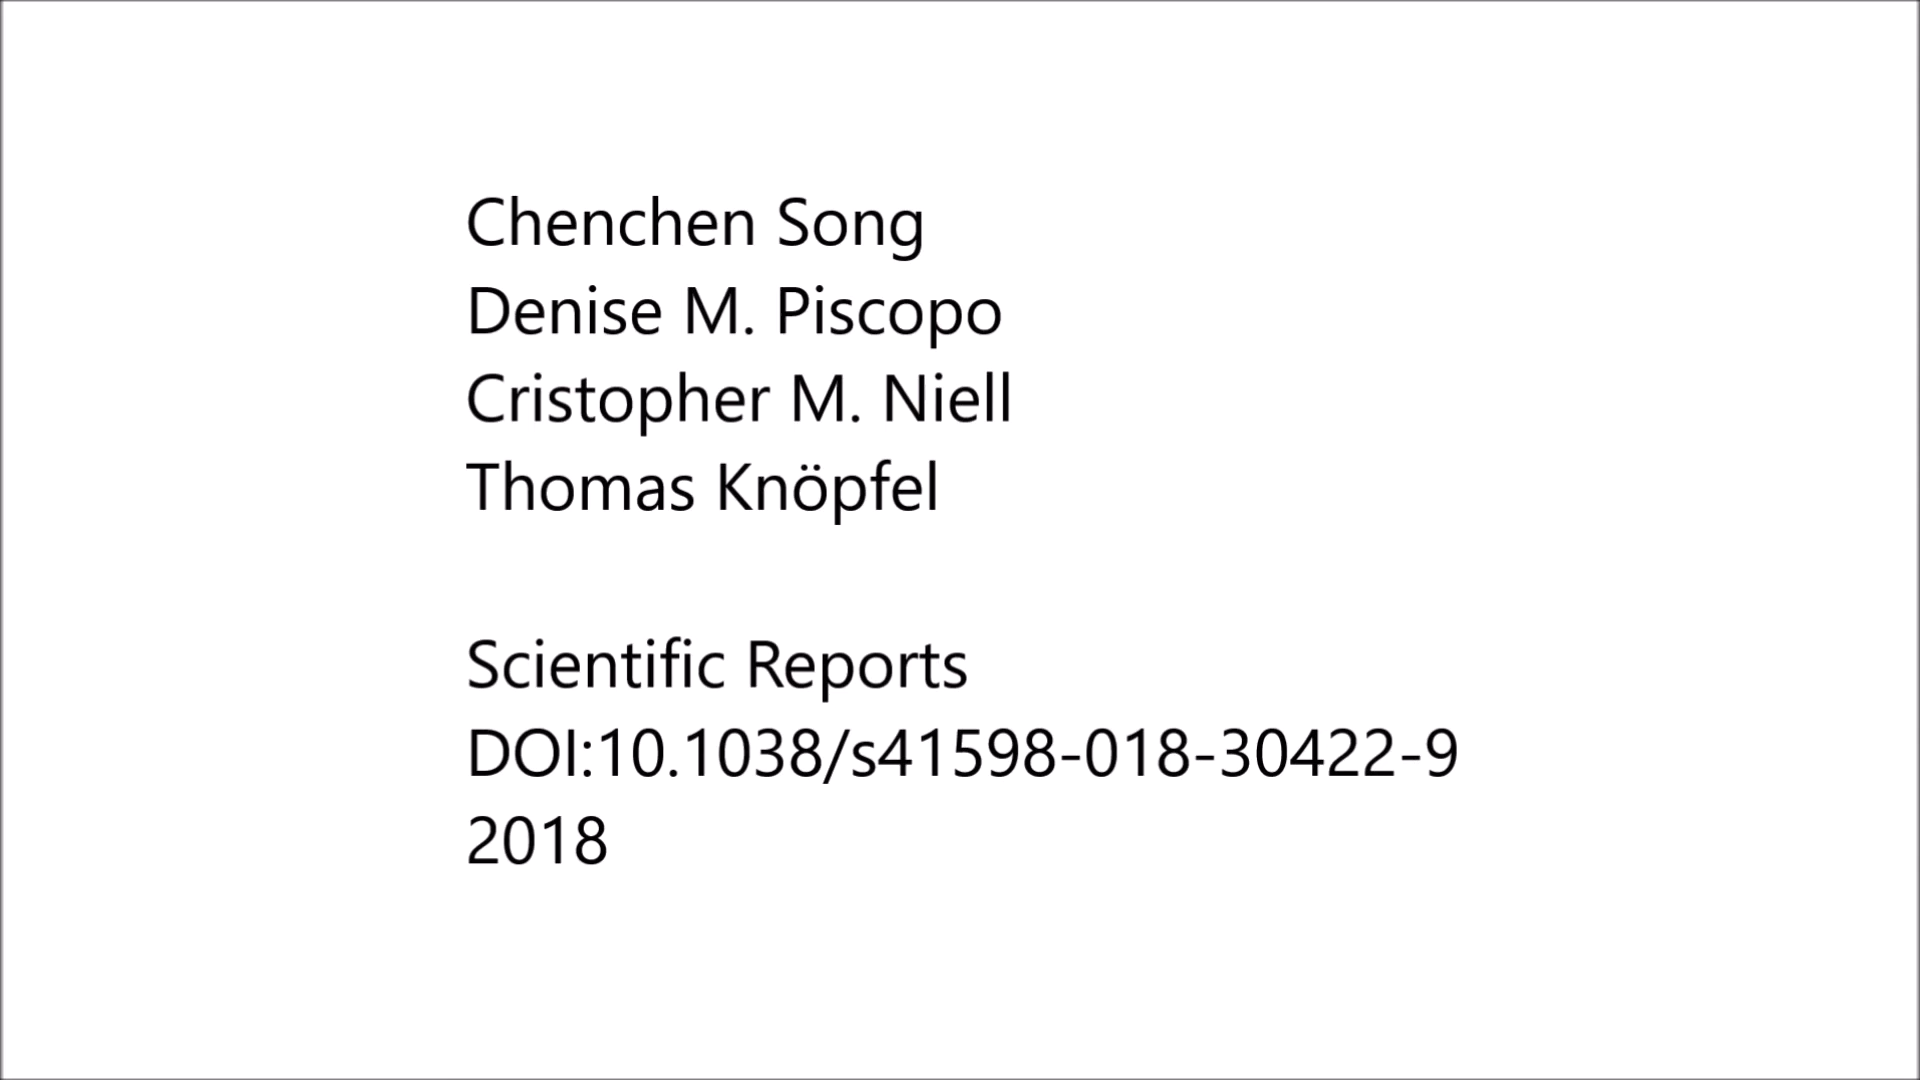 Chenchen Song
Denise M. Piscopo
Cristopher M. Niell
Thomas Knöpfel
Scientific Reports
DOI:10.1038/s41598-018-30422-9
2018